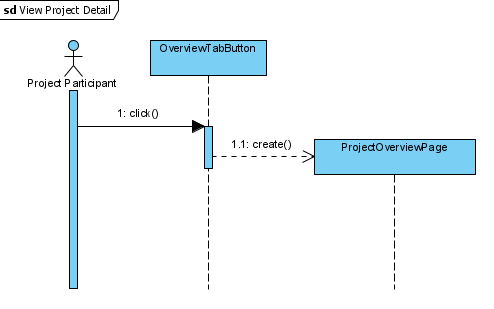 sd View Project Detail
OverviewTabButton
Project Participant
1: click()
1.1: create()
ProjectOverviewPage